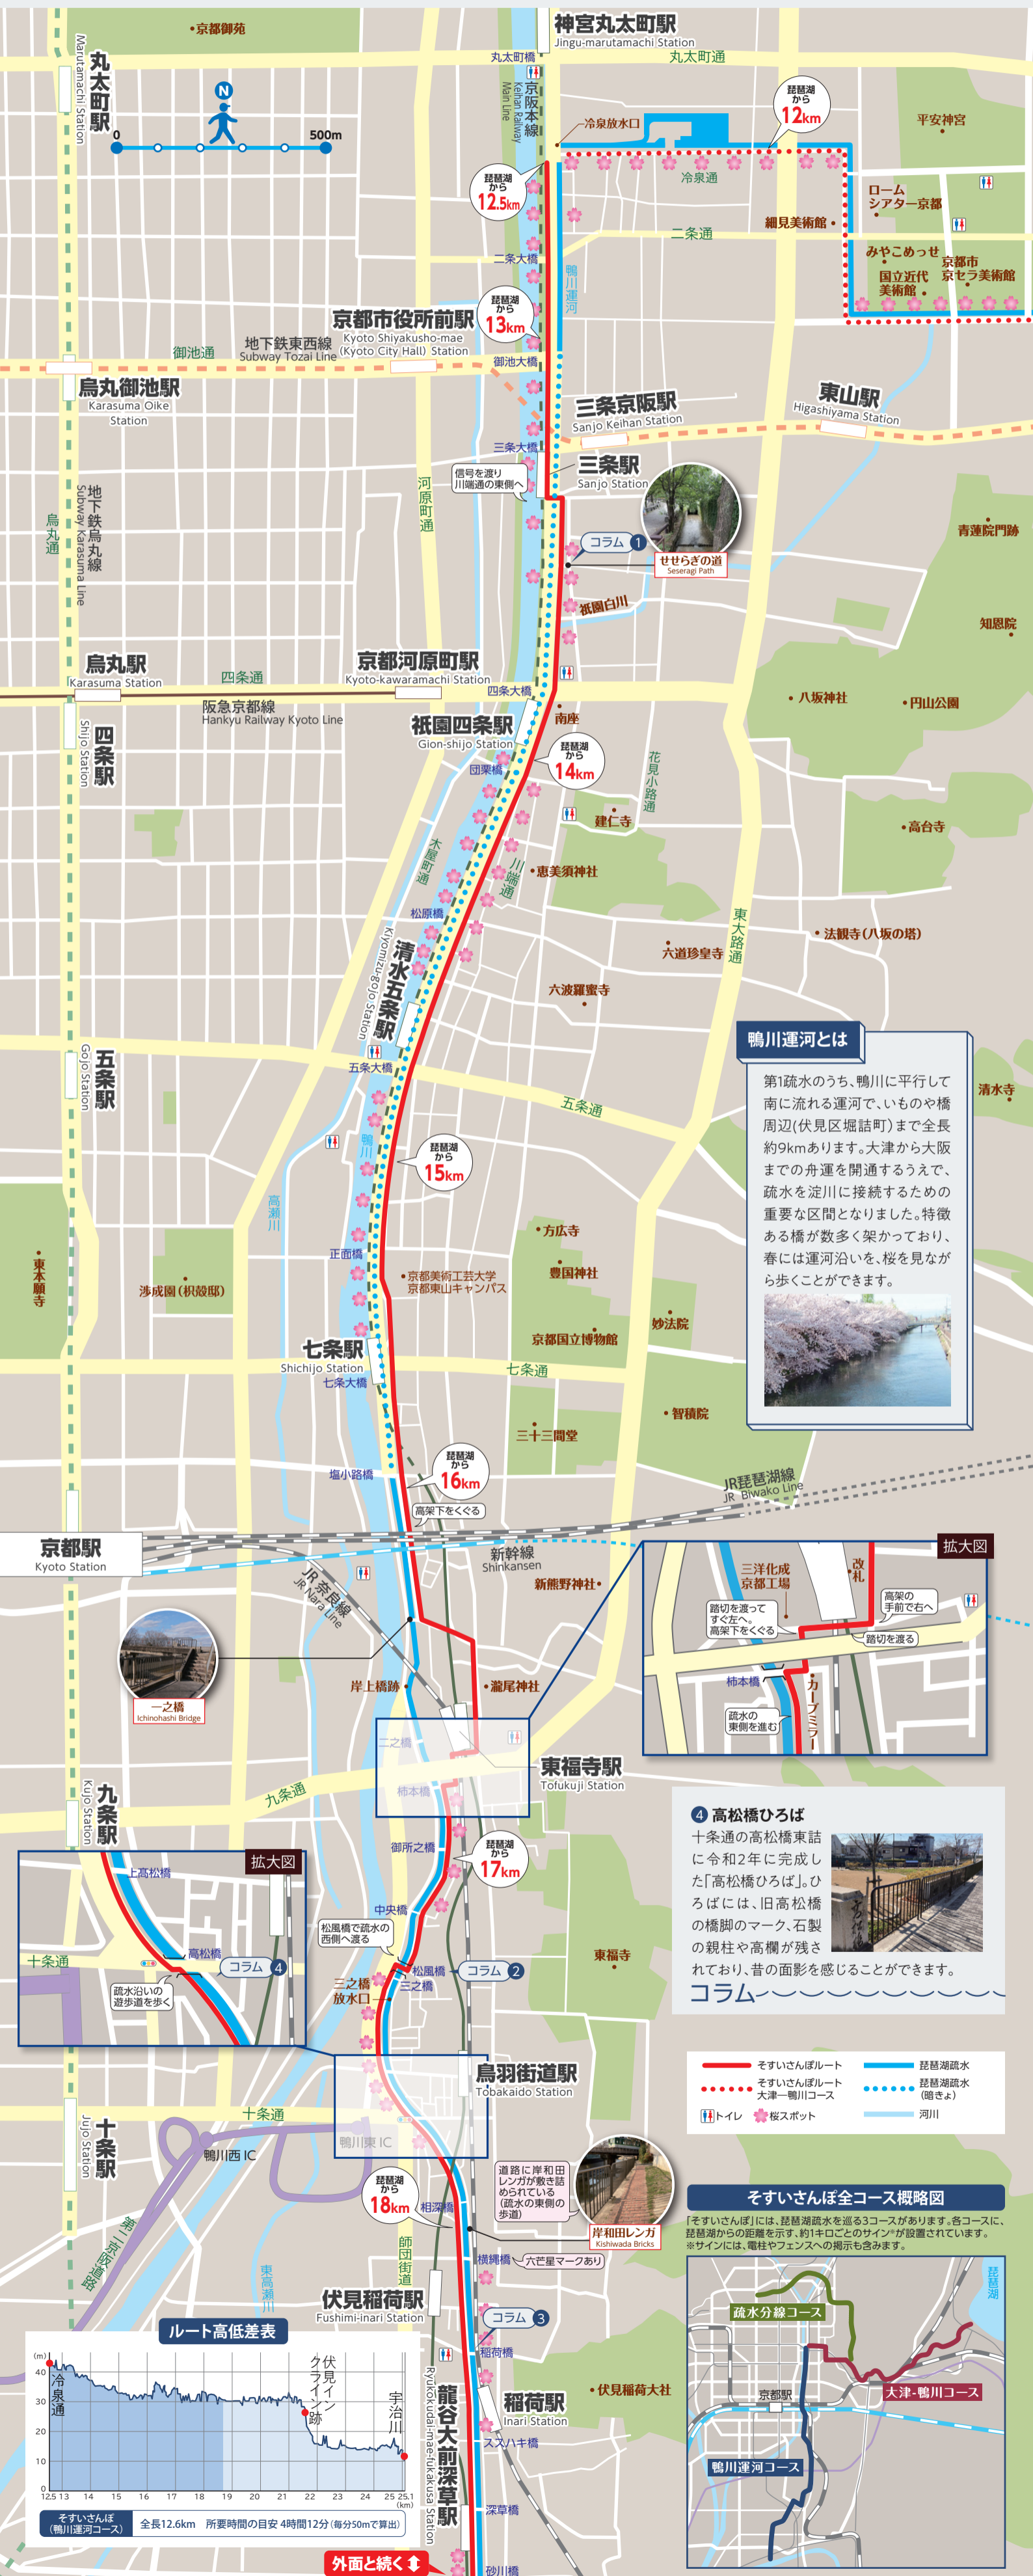 京都御苑
丸太町駅
Marutamachi Station
神宮丸太町駅
Jingu-marutamachi Station
丸太町橋
丸太町通
京阪本線
Keihan Railway
Main Line
N
0
500m
冷泉放水口
琵琶湖
から
12km
平安神宮
冷泉通
ローム
シアター京都
琵琶湖
から
12.5km
細見美術館
二条通
二条大橋
鴨川運河
みやこめっせ
国立近代
美術館
京都市
京セラ美術館
琵琶湖
から
13km
京都市役所前駅
Kyoto Shiyakusho-mae
(Kyoto City Hall) Station
御池通
地下鉄東西線
Subway Tozai Line
御池大橋
烏丸御池駅
Karasuma Oike
Station
三条京阪駅
Sanjo Keihan Station
東山駅
Higashiyama Station
三条大橋
三条駅
Sanjo Station
信号を渡り
川端通の東側へ
河原町通
烏丸通
地下鉄烏丸線
Subway Karasuma Line
コラム 1
せせらぎの道
Seseragi Path
青蓮院門跡
祇園白川
知恩院
烏丸駅
Karasuma Station
四条通
京都河原町駅
Kyoto-kawaramachi Station
四条大橋
阪急京都線
Hankyu Railway Kyoto Line
八坂神社
円山公園
南座
祇園四条駅
Gion-shijo Station
四条駅
Shijo Station
団栗橋
琵琶湖
から
14km
花見小路通
建仁寺
高台寺
木屋町通
川端通
恵美須神社
松原橋
東大路通
法観寺(八坂の塔)
六道珍皇寺
六波羅蜜寺
清水五条駅
Kiyomizu-gojo Station
五条駅
Gojo Station
五条大橋
五条通
鴨川運河とは
第1疏水のうち、鴨川に平行して
南に流れる運河で、いものや橋
周辺(伏見区堀詰町)まで全長
約9kmあります。大津から大阪
までの舟運を開通するうえで、
疏水を淀川に接続するための
重要な区間となりました。特徴
ある橋が数多く架かっており、
春には運河沿いを、桜を見なが
ら歩くことができます。
清水寺
鴨川
琵琶湖
から
15km
高瀬川
正面橋
方広寺
豊国神社
東本願寺
渉成園(枳殻邸)
京都美術工芸大学
京都東山キャンパス
妙法院
京都国立博物館
七条駅
Shichijo Station
七条通
七条大橋
智積院
三十三間堂
塩小路橋
琵琶湖
から
16km
高架下をくぐる
JR琵琶湖線
JR Biwako Line
京都駅
Kyoto Station
新幹線
Shinkansen
JR奈良線
JR Nara Line
新熊野神社
拡大図
三洋化成
京都工場
改札
高架の
手前で右へ
踏切を渡って
すぐ左へ。
高架下をくぐる
踏切を渡る
柿本橋
カーブミラー
疏水の
東側を進む
一之橋
Ichinohashi Bridge
岸上橋跡
瀧尾神社
二之橋
東福寺駅
Tofukuji Station
柿本橋
九条通
九条駅
Kujo Station
御所之橋
琵琶湖
から
17km
4 高松橋ひろば
十条通の高松橋東詰
に令和2年に完成し
た「高松橋ひろば」。ひ
ろばには、旧高松橋
の橋脚のマーク、石製
の親柱や高欄が残さ
れており、昔の面影を感じることができます。
コラム
拡大図
上高松橋
高松橋
十条通
コラム 4
疏水沿いの
遊歩道を歩く
中央橋
松風橋で疏水の
西側へ渡る
松風橋
コラム 2
三之橋
三之橋
放水口
東福寺
鳥羽街道駅
Tobakaido Station
十条通
十条駅
Jujo Station
鴨川東IC
鴨川西IC
そすいさんぽルート
そすいさんぽルート
大津ー鴨川コース
トイレ
桜スポット
琵琶湖疏水
琵琶湖疏水
(暗きょ)
河川
琵琶湖
から
18km
相深橋
道路に岸和田
レンガが敷き詰
められている
(疏水の東側の
歩道)
岸和田レンガ
Kishiwada Bricks
第二京阪道路
師団街道
東高瀬川
横縄橋
六芒星マークあり
伏見稲荷駅
Fushimi-inari Station
コラム 3
稲荷橋
伏見稲荷大社
稲荷駅
Inari Station
龍谷大前深草駅
Ryukokudai-mae-fukakusa Station
ススハキ橋
深草橋
砂川橋
外面と続く
ルート高低差表
(m)
40
30
20
10
0
冷泉通
伏見インクライン跡
宇治川
12.5 13 14 15 16 17 18 19 20 21 22 23 24 25 25.1
(km)
そすいさんぽ
(鴨川運河コース)
全長12.6km 所要時間の目安 4時間12分(毎分50mで算出)
そすいさんぽ全コース概略図
「そすいさんぽ」には、琵琶湖疏水を巡る3コースがあります。各コースに、
琵琶湖からの距離を示す、約1キロごとのサイン※が設置されています。
※サインには、電柱やフェンスへの掲示も含みます。
琵琶湖
疏水分線コース
大津-鴨川コース
京都駅
鴨川運河コース